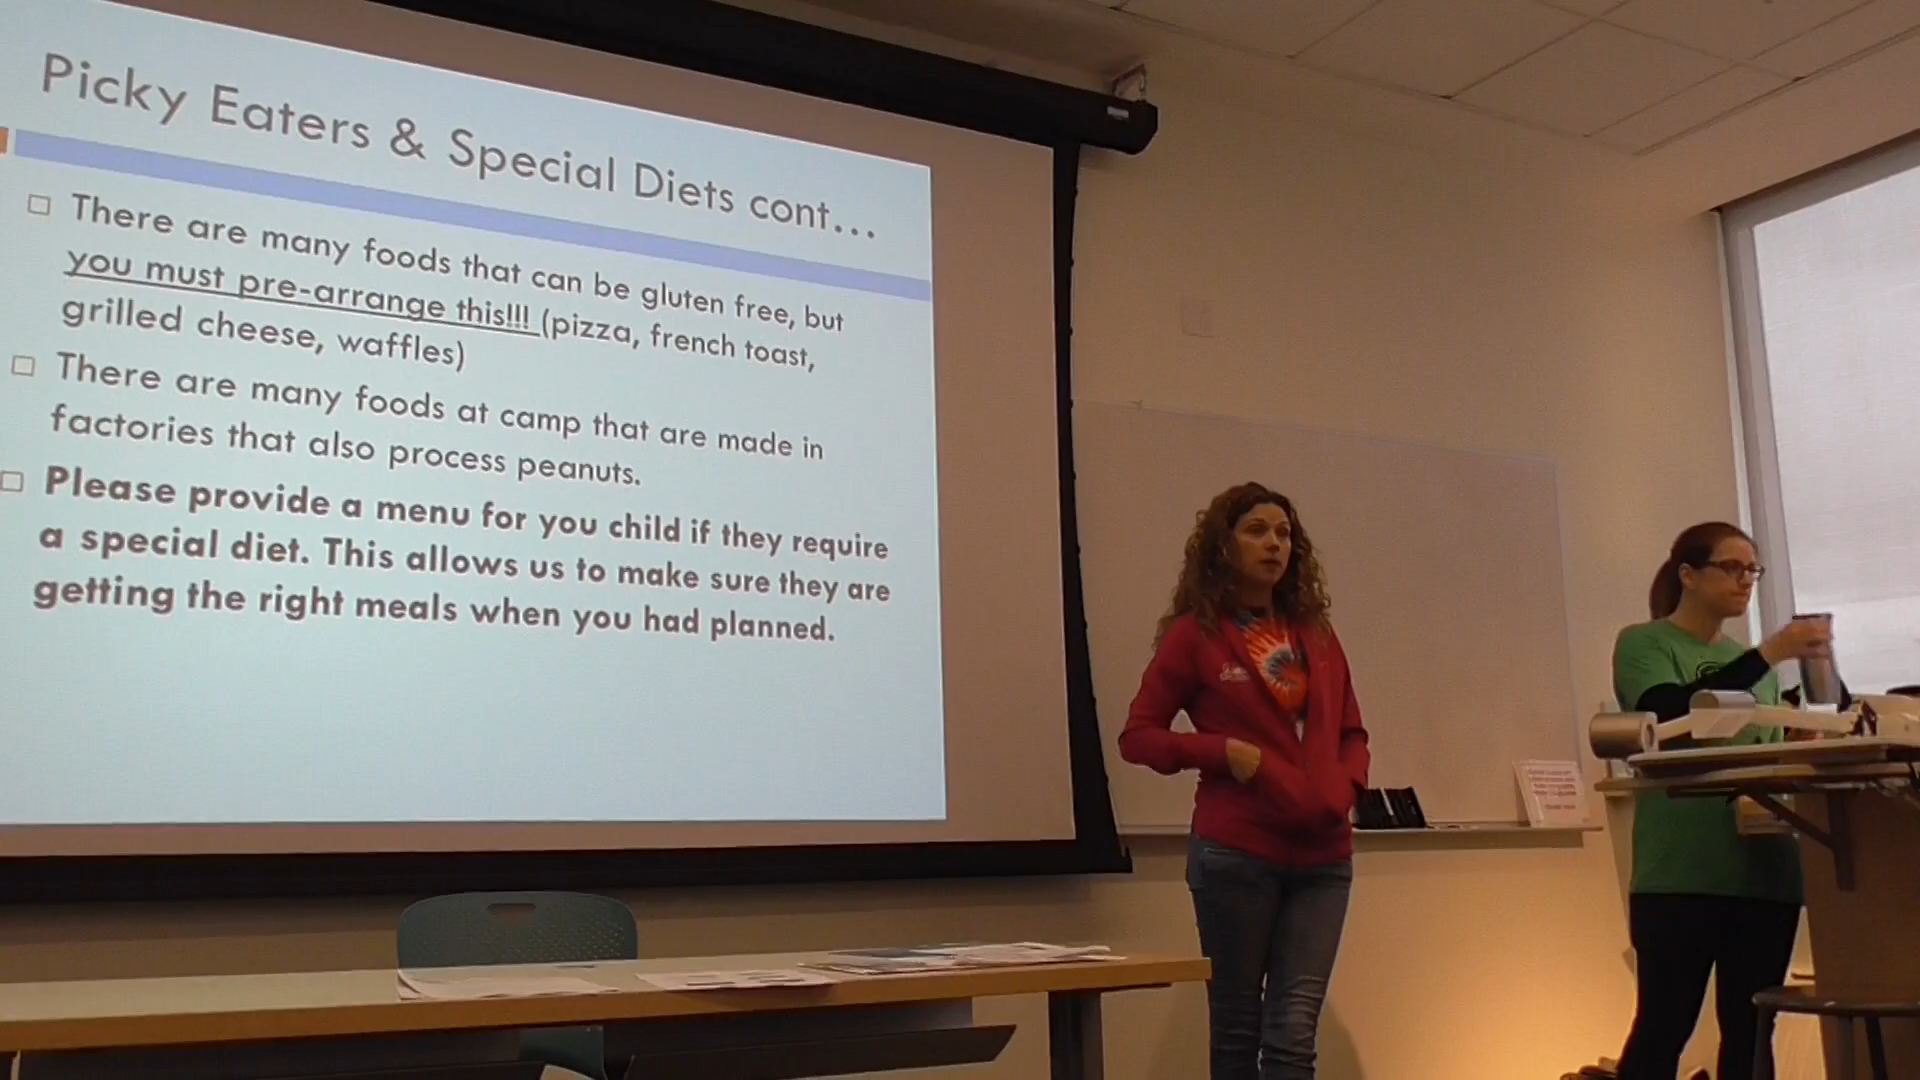 Picky Eaters & Special Diets cont...
There are many foods that can be gluten free, but
you must pre-arrange this!!! (pizza, french toast,
grilled cheese, waffles)
There are many foods at camp that are made in
factories that also process peanuts.
Please provide a menu for you child if they require
a special diet. This allows us to make sure they are
getting the right meals when you had planned.